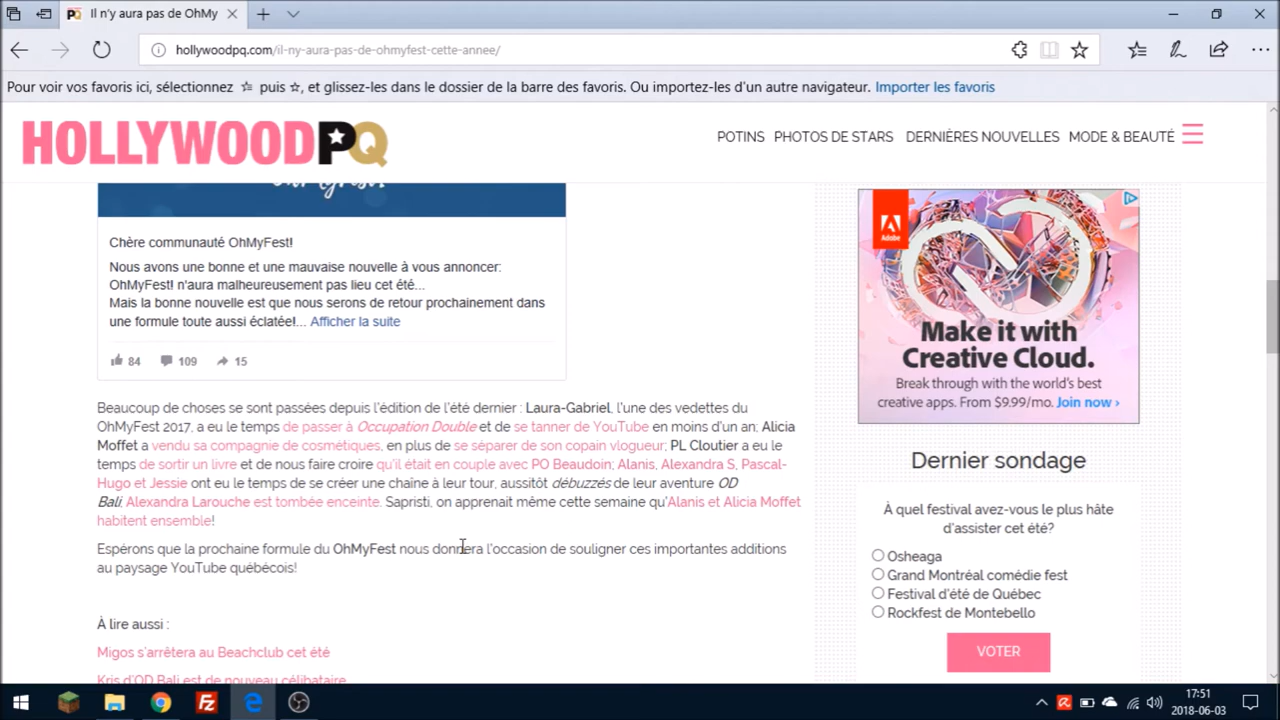 Il n'y aura pas de OhMy
hollywoodpq.com/il-ny-aura-pas-de-ohmyfest-cette-annee/
Pour voir vos favoris ici, sélectionnez puis ☆, et glissez-les dans le dossier de la barre des favoris. Ou importez-les d'un autre navigateur. Importer les favoris
HOLLYWOODPQ
POTINS PHOTOS DE STARS DERNIÈRES NOUVELLES MODE & BEAUTÉ
Chère communauté OhMyFest!
Nous avons une bonne et une mauvaise nouvelle à vous annoncer:
OhMyFest! n'aura malheureusement pas lieu cet été...
Mais la bonne nouvelle est que nous serons de retour prochainement dans
une formule toute aussi éclatée!... Afficher la suite
84 109 15
Beaucoup de choses se sont passées depuis l'édition de l'été dernier : Laura-Gabriel, l'une des vedettes du
OhMyFest 2017, a eu le temps de passer à Occupation Double et de se tanner de YouTube en moins d'un an; Alicia
Moffet a vendu sa compagnie de cosmétiques, en plus de se séparer de son copain vlogueur; PL Cloutier a eu le
temps de sortir un livre et de nous faire croire qu'il était en couple avec PO Beaudoin; Alanis, Alexandra S, Pascal-
Hugo et Jessie ont eu le temps de se créer une chaîne à leur tour, aussitôt débuzzés de leur aventure OD
Bali, Alexandra Larouche est tombée enceinte. Sapristi, on apprenait même cette semaine qu'Alanis et Alicia Moffet
habitent ensemble!
Espérons que la prochaine formule du OhMyFest nous donnera l'occasion de souligner ces importantes additions
au paysage YouTube québécois!
À lire aussi :
Migos s'arrêtera au Beachclub cet été
Kris d'OD Bali est de nouveau célibataire
Adobe
Make it with
Creative Cloud.
Break through with the world's best
creative apps. From $9.99/mo. Join now ›
Dernier sondage
À quel festival avez-vous le plus hâte
d'assister cet été?
Osheaga
Grand Montréal comédie fest
Festival d'été de Québec
Rockfest de Montebello
VOTER
17:51
2018-06-03